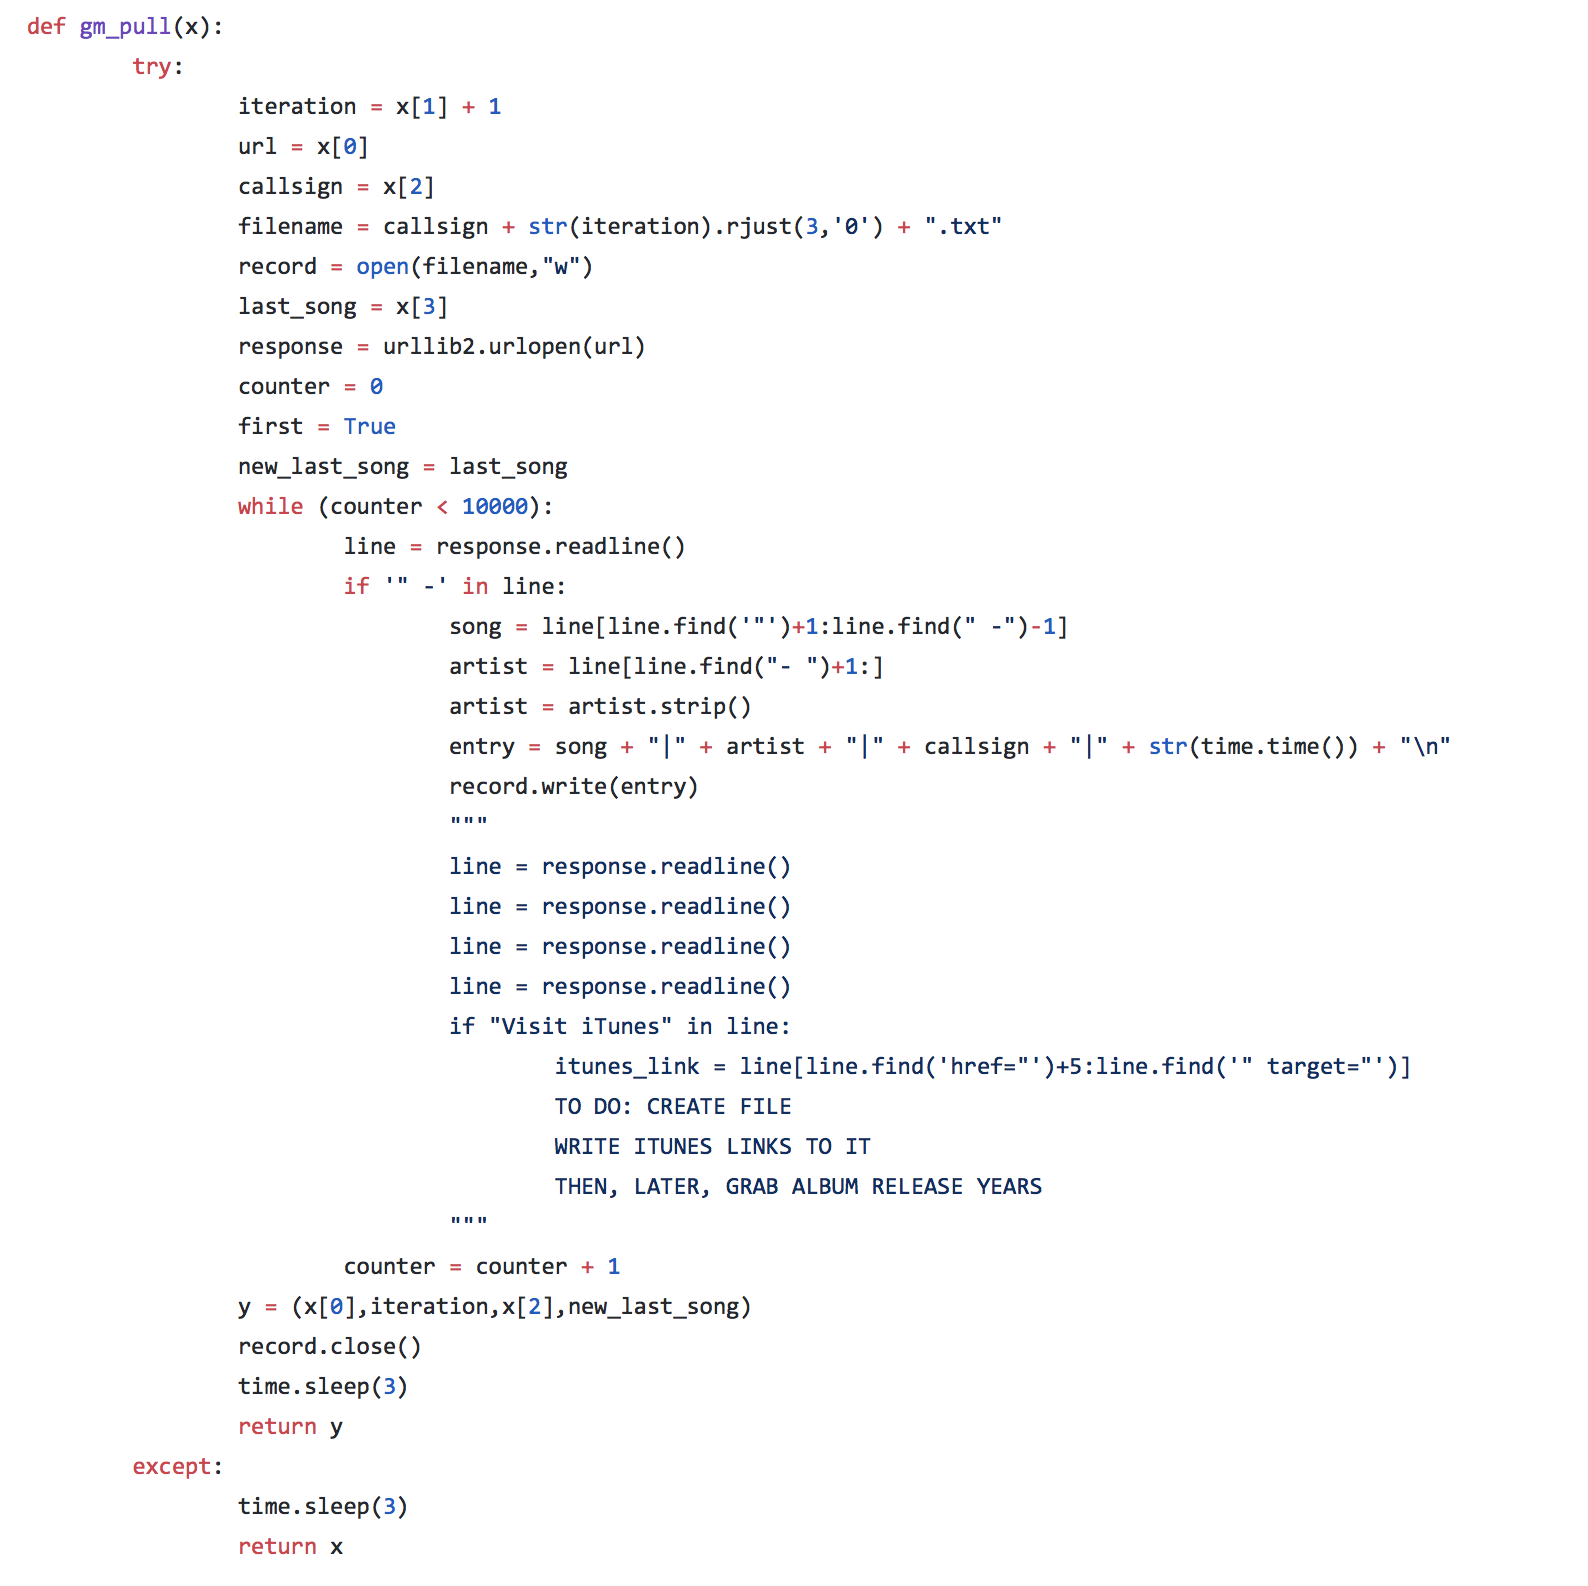 def gm_pull(x):
try:
iteration = x[1] + 1
url = x[0]
callsign = x[2]
filename = callsign + str(iteration).rjust(3,'0') + ".txt"
record = open(filename,"w")
last_song = x[3]
response = urllib2.urlopen(url)
counter = 0
first = True
new_last_song = last_song
while (counter < 10000):
line = response.readline()
if '" -' in line:
song = line[line.find('"')+1:line.find(" -")-1]
artist = line[line.find("- ")+1:]
artist = artist.strip()
entry = song + "|" + artist + "|" + callsign + "|" + str(time.time()) + "\n"
record.write(entry)
"""
line = response.readline()
line = response.readline()
line = response.readline()
line = response.readline()
if "Visit iTunes" in line:
itunes_link = line[line.find('href="')+5:line.find('" target="')]
TO DO: CREATE FILE
WRITE ITUNES LINKS TO IT
THEN, LATER, GRAB ALBUM RELEASE YEARS
"""
counter = counter + 1
y = (x[0],iteration,x[2],new_last_song)
record.close()
time.sleep(3)
return y
except:
time.sleep(3)
return x